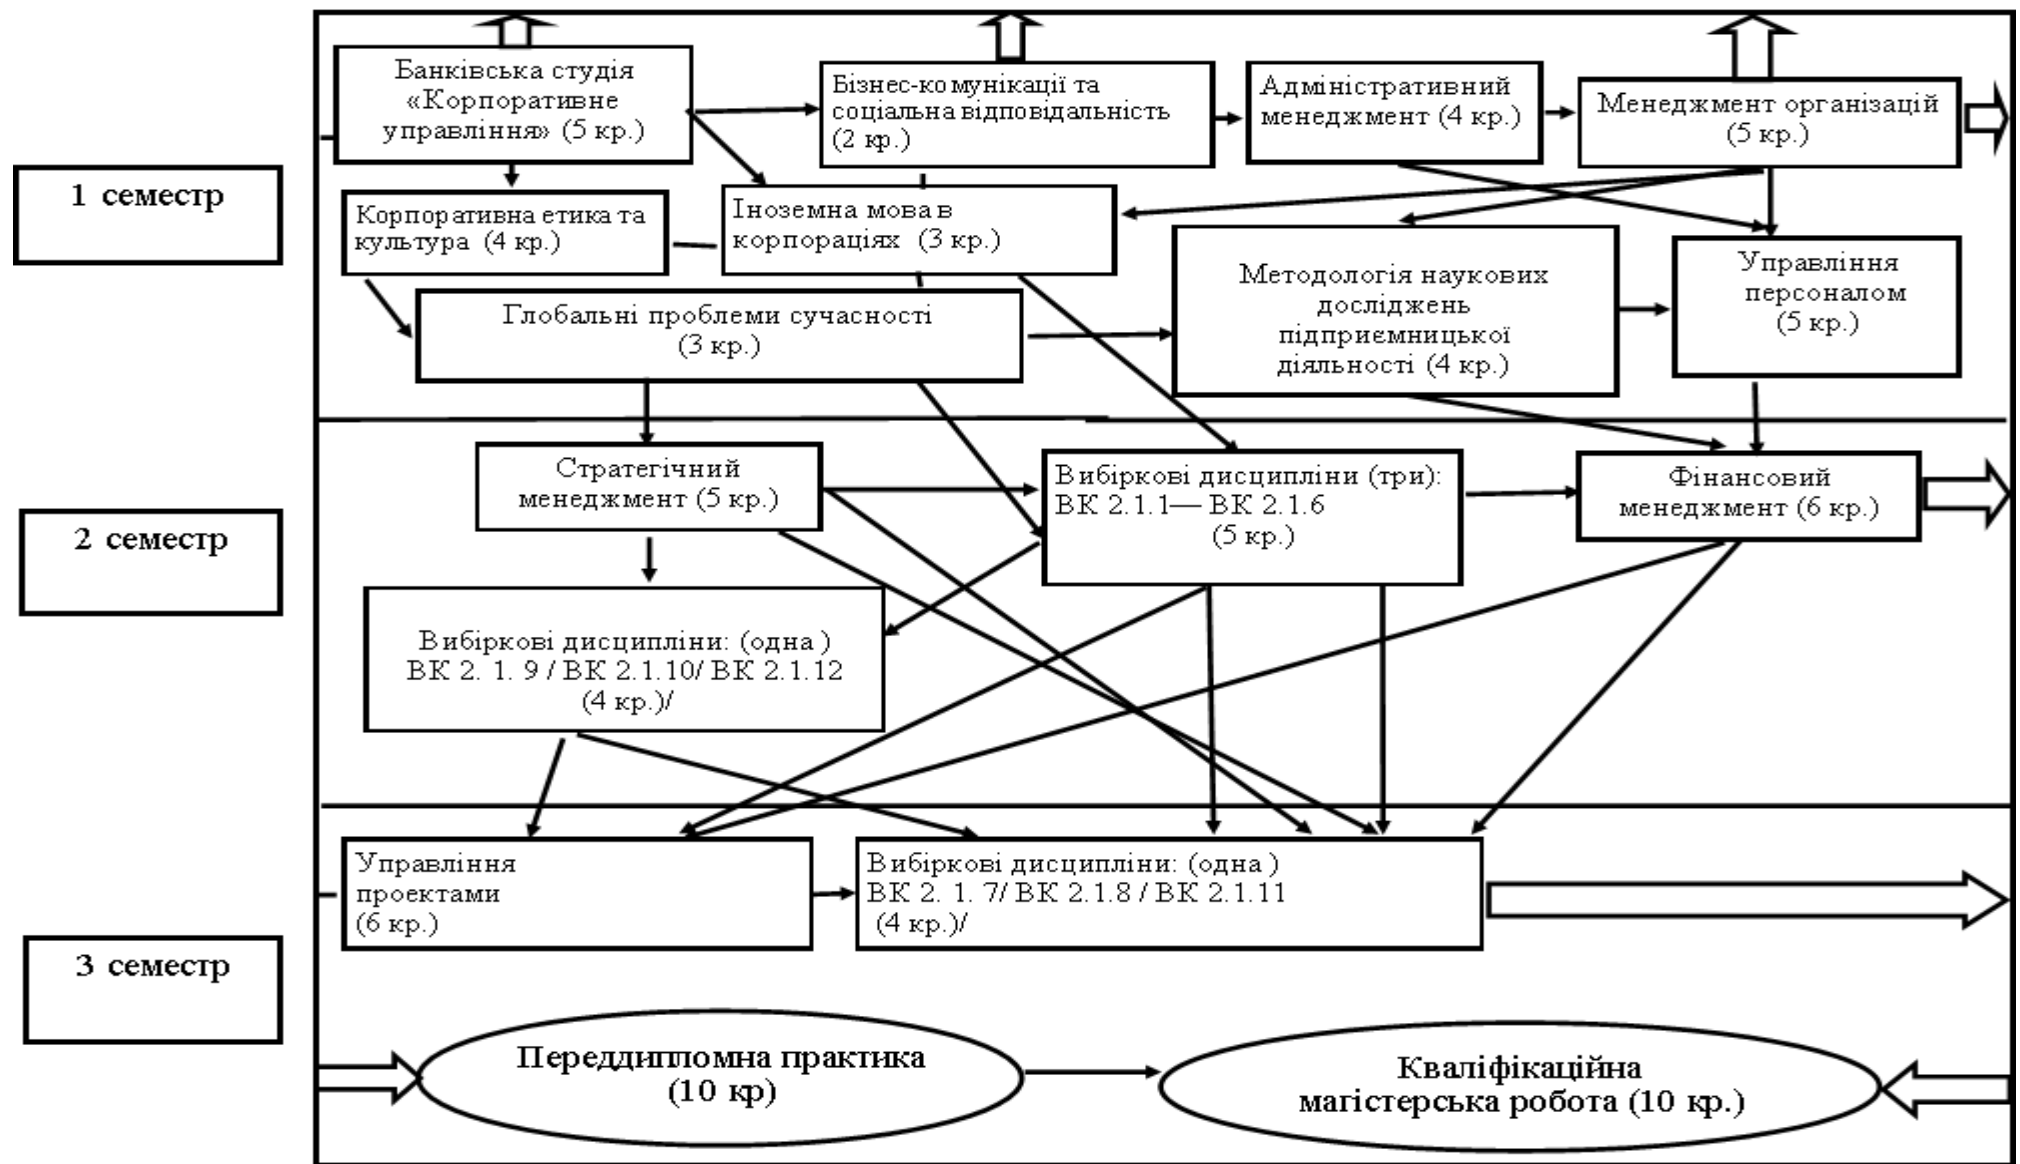 Банківська студія
«Корпоративне
управління» (5 кр.)
Бізнес-комунікації та
соціальна відповідальність
(2 кр.)
Адміністративний
менеджмент (4 кр.)
Менеджмент організацій
(5 кр.)
1 семестр
Корпоративна етика та
культура (4 кр.)
Іноземна мова в
корпораціях (3 кр.)
Методологія наукових
досліджень
підприємницької
діяльності (4 кр.)
Управління
персоналом
(5 кр.)
Глобальні проблеми сучасності
(3 кр.)
2 семестр
Стратегічний
менеджмент (5 кр.)
Вибіркові дисципліни (три):
ВК 2.1.1— ВК 2.1.6
(5 кр.)
Фінансовий
менеджмент (6 кр.)
Вибіркові дисципліни: (одна )
ВК 2. 1. 9 / ВК 2.1.10/ ВК 2.1.12
(4 кр.)/
3 семестр
Управління
проектами
(6 кр.)
Вибіркові дисципліни: (одна )
ВК 2. 1. 7/ ВК 2.1.8 / ВК 2.1.11
(4 кр.)/
Переддипломна практика
(10 кр)
Кваліфікаційна
магістерська робота (10 кр.)